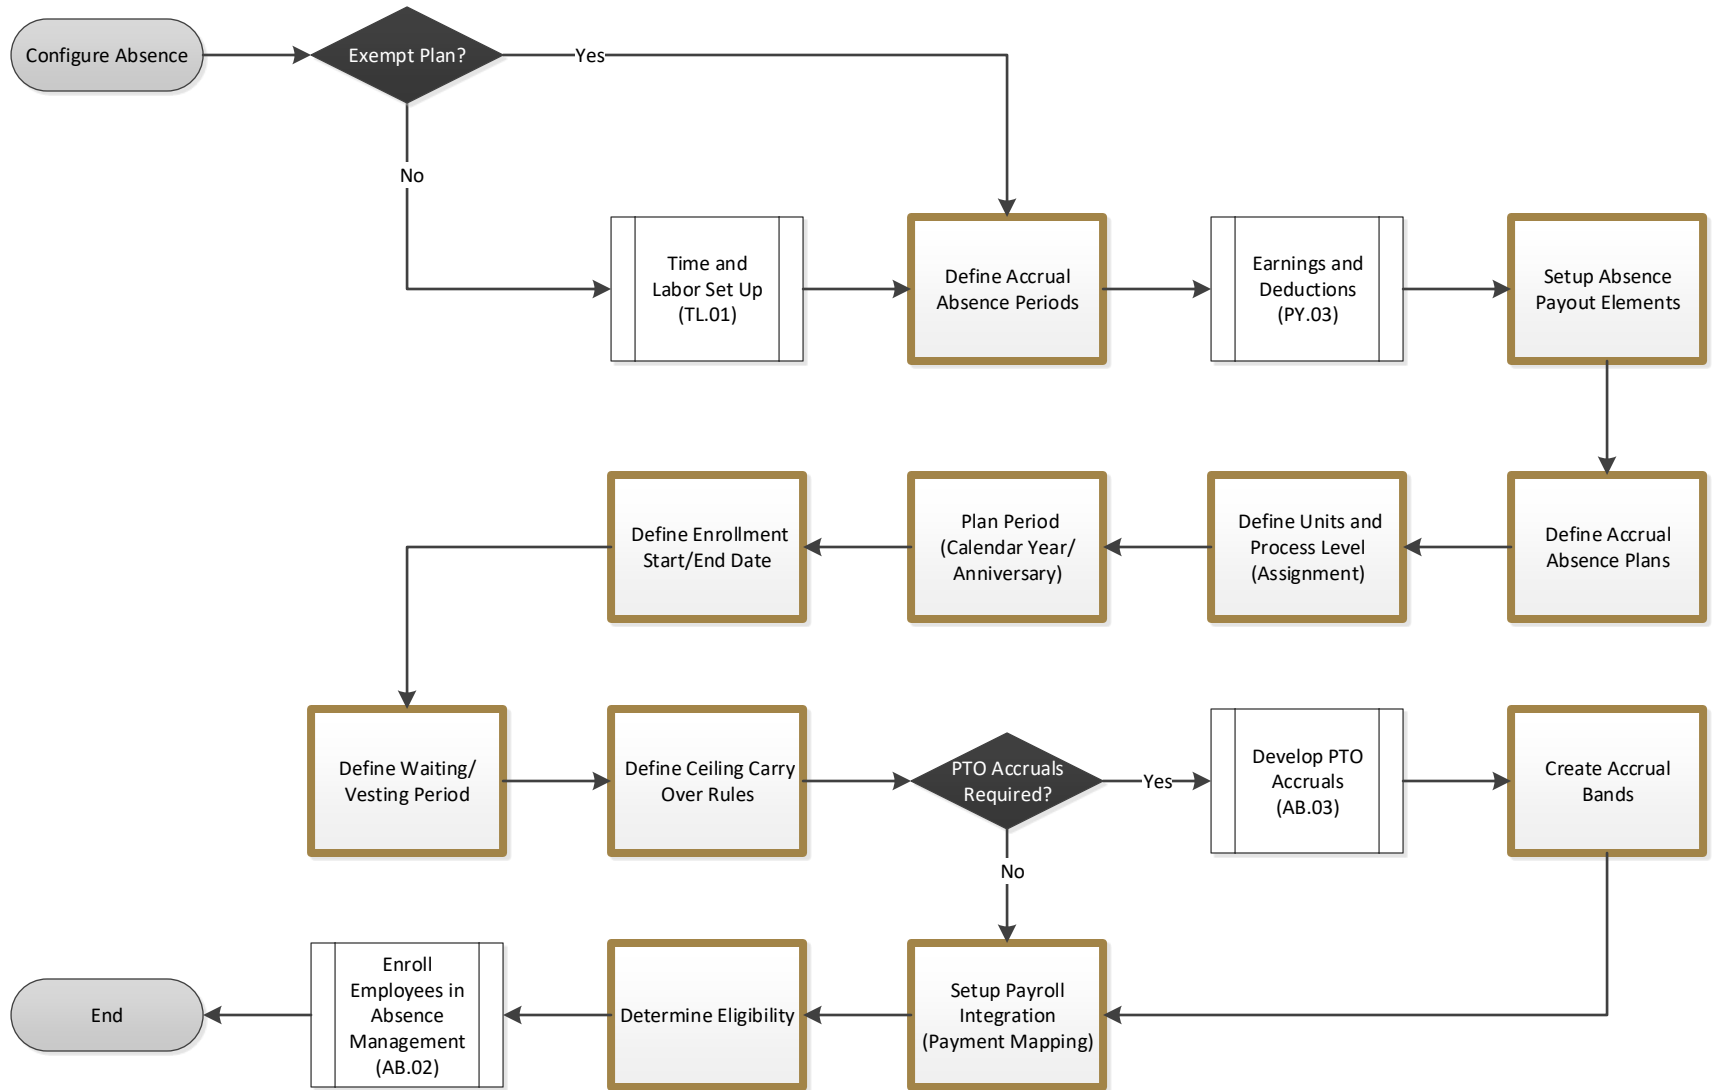 Configure Absence
Exempt Plan?
Yes
No
Time and
Labor Set Up
(TL.01)
Define Accrual
Absence Periods
Earnings and
Deductions
(PY.03)
Setup Absence
Payout Elements
Define Enrollment
Start/End Date
Plan Period
(Calendar Year/
Anniversary)
Define Units and
Process Level
(Assignment)
Define Accrual
Absence Plans
Define Waiting/
Vesting Period
Define Ceiling Carry
Over Rules
PTO Accruals
Required?
Yes
Develop PTO
Accruals
(AB.03)
Create Accrual
Bands
No
End
Enroll
Employees in
Absence
Management
(AB.02)
Determine Eligibility
Setup Payroll
Integration
(Payment Mapping)